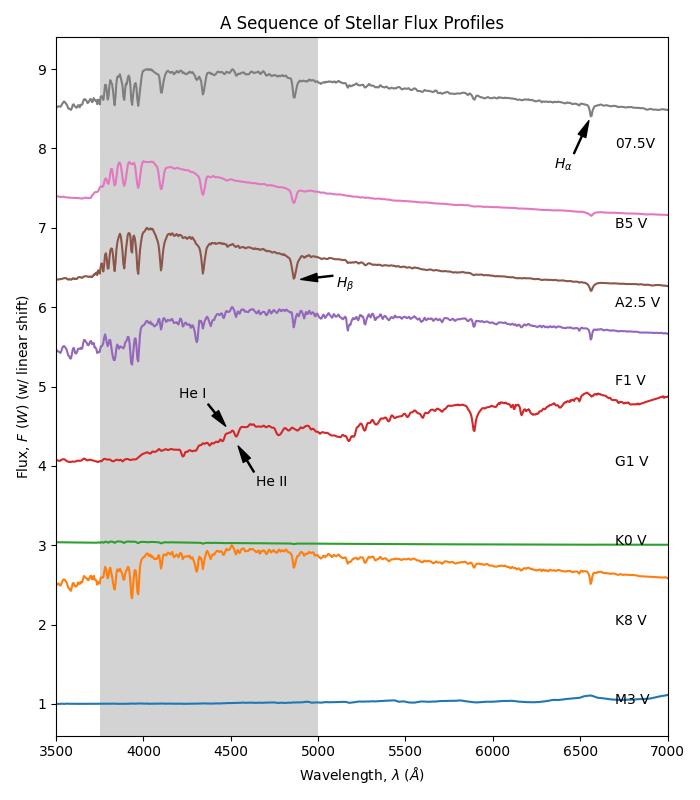 A Sequence of Stellar Flux Profiles
9
8
7
6
5
4
3
2
1
Flux, F (W) (w/ linear shift)
07.5V
Hα
B5 V
Hβ
A2.5 V
F1 V
He I
He II
G1 V
K0 V
K8 V
M3 V
3500 4000 4500 5000 5500 6000 6500 7000
Wavelength, λ (Å)